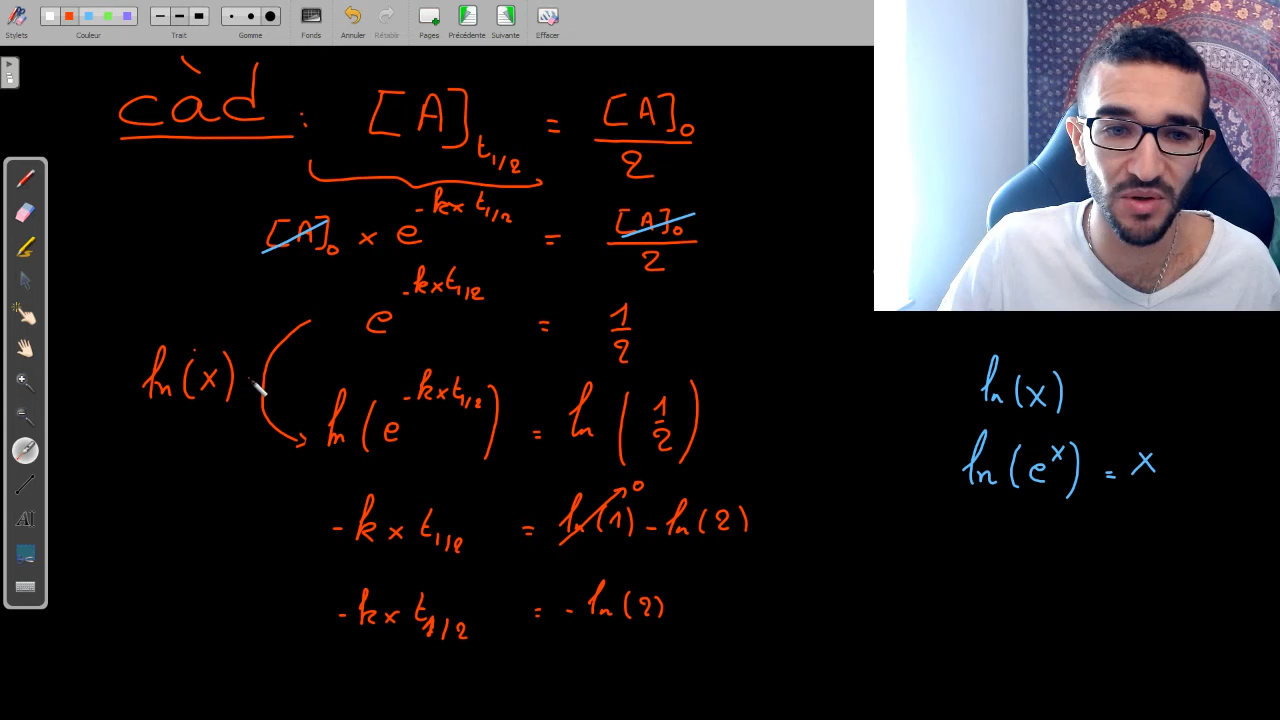 Stylets Couleur Trait Gomme Fonds Annuler Rétablir Pages Précédente Suivante Effacer
càd : [A]t1/2 = [A]0/2
[A]0 × e^-k×t1/2 = [A]0/2
e^-k×t1/2 = 1/2
ln(x)
ln(e^-k×t1/2) = ln(1/2)
-k × t1/2 = ln(1) 0 - ln(2)
-k × t1/2 = -ln(2)
ln(x)
ln(e^x) = x